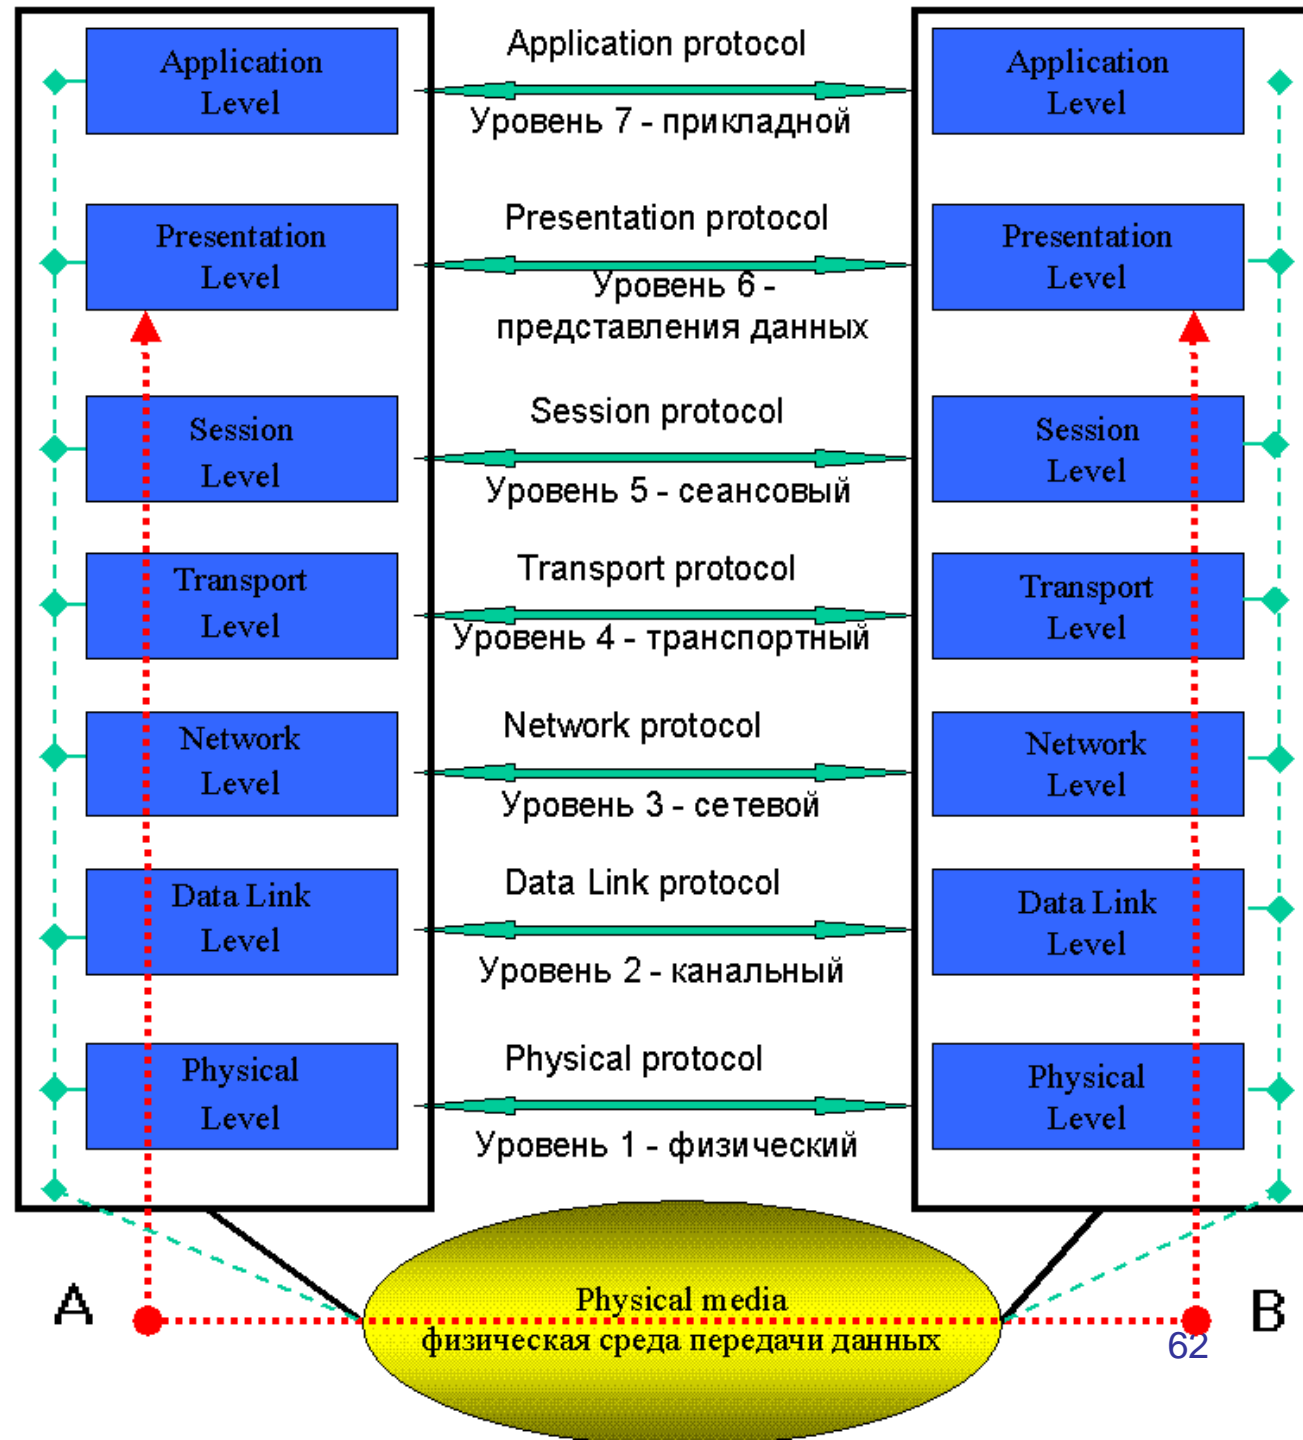 Application protocol
Application
Level
Application
Level
Уровень 7 - прикладной
Presentation protocol
Presentation
Level
Presentation
Level
Уровень 6 -
представления данных
Session protocol
Session
Level
Session
Level
Уровень 5 - сеансовый
Transport protocol
Transport
Level
Transport
Level
Уровень 4 - транспортный
Network protocol
Network
Level
Network
Level
Уровень 3 - сетевой
Data Link protocol
Data Link
Level
Data Link
Level
Уровень 2 - канальный
Physical protocol
Physical
Level
Physical
Level
Уровень 1 - физический
A
Physical media
физическая среда передачи данных
B
62